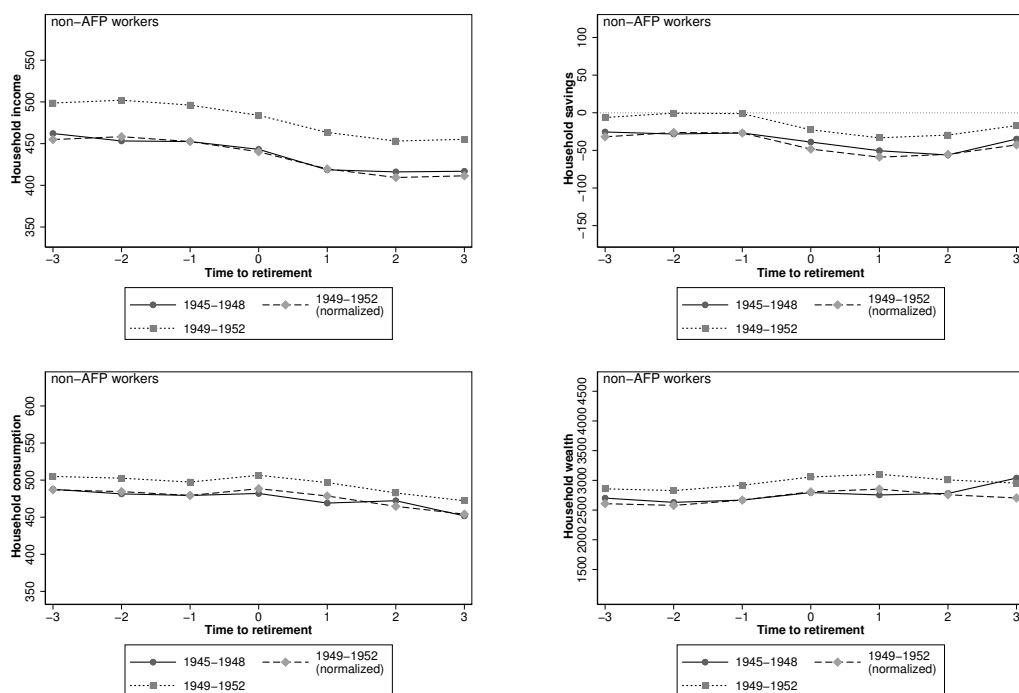 non-AFP workers
Household income
350 400 450 500 550
−3 −2 −1 0 1 2 3
Time to retirement
1945−1948
1949−1952
(normalized)
1949−1952
non-AFP workers
Household savings
−150 −100 −50 0 50 100
−3 −2 −1 0 1 2 3
Time to retirement
1945−1948
1949−1952
(normalized)
1949−1952
non-AFP workers
Household consumption
350 400 450 500 550 600
−3 −2 −1 0 1 2 3
Time to retirement
1945−1948
1949−1952
(normalized)
1949−1952
non-AFP workers
Household wealth
1500 2000 2500 3000 3500 4000 4500
−3 −2 −1 0 1 2 3
Time to retirement
1945−1948
1949−1952
(normalized)
1949−1952